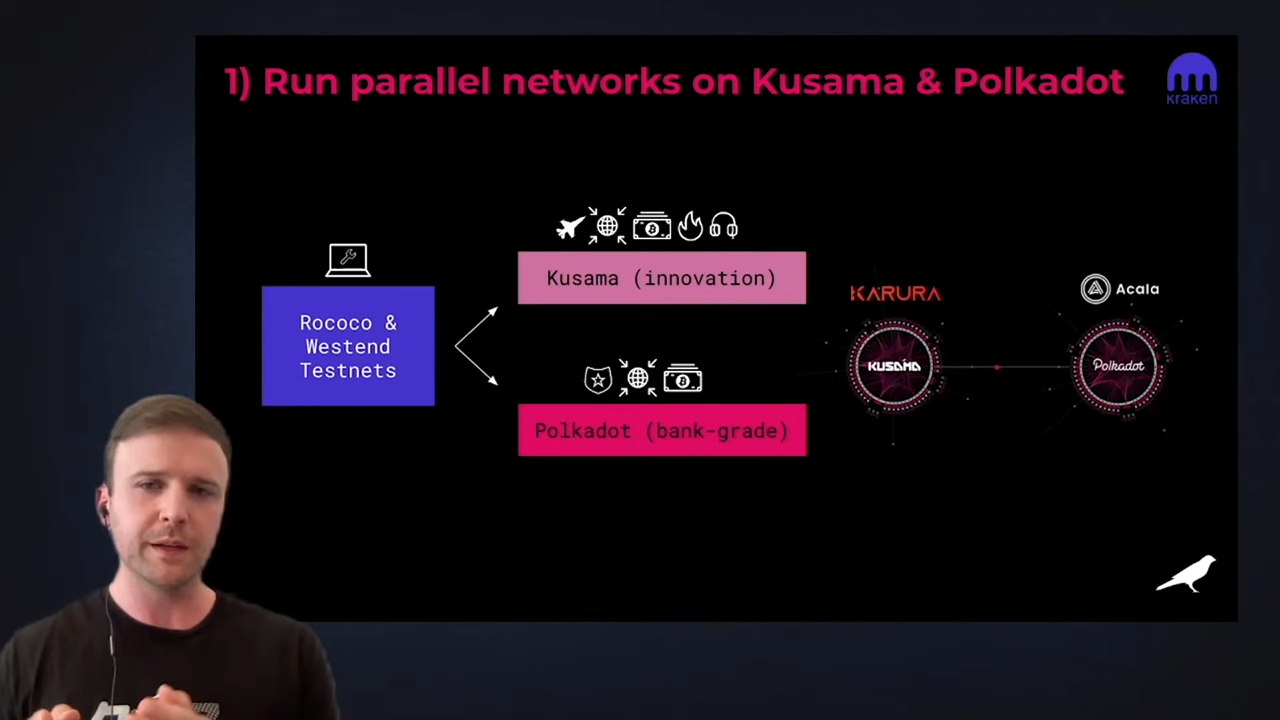 1) Run parallel networks on Kusama & Polkadot
kraken
Rococo &
Westend
Testnets
Kusama (innovation)
Polkadot (bank-grade)
KARURA
KUSAMA
Acala
Polkadot